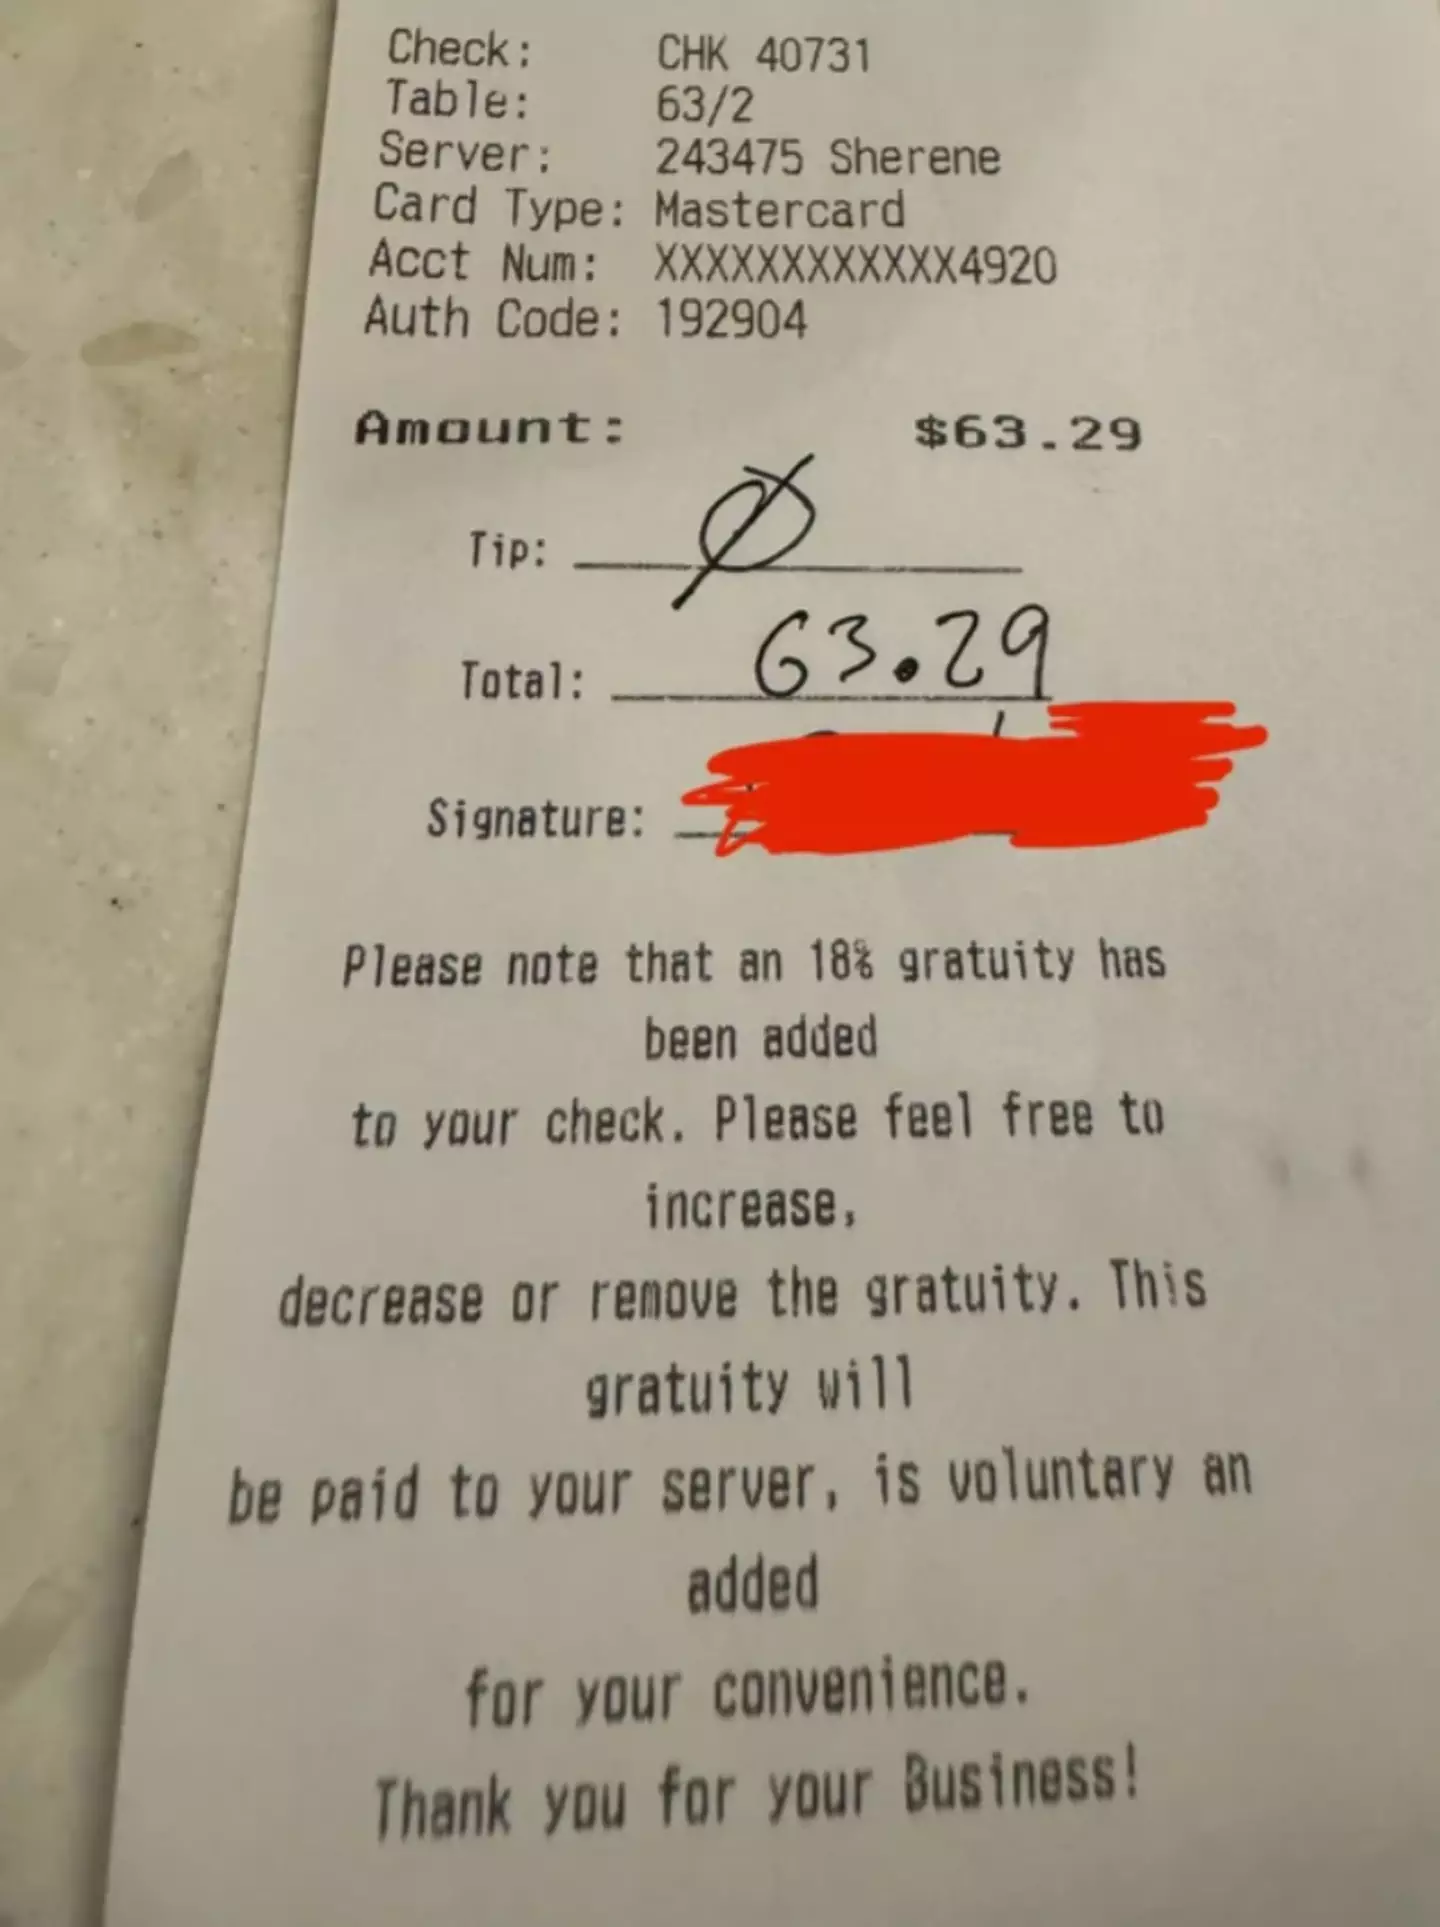 Check: CHK 40731
Table: 63/2
Server: 243475 Sherene
Card Type: Mastercard
Acct Num: XXXXXXXXXXXX4920
Auth Code: 192904
Amount: $63.29
Tip: Ø
Total: 63.29
Signature:
Please note that an 18% gratuity has
been added
to your check. Please feel free to
increase,
decrease or remove the gratuity. This
gratuity will
be paid to your server, is voluntary an
added
for your convenience.
Thank you for your Business!